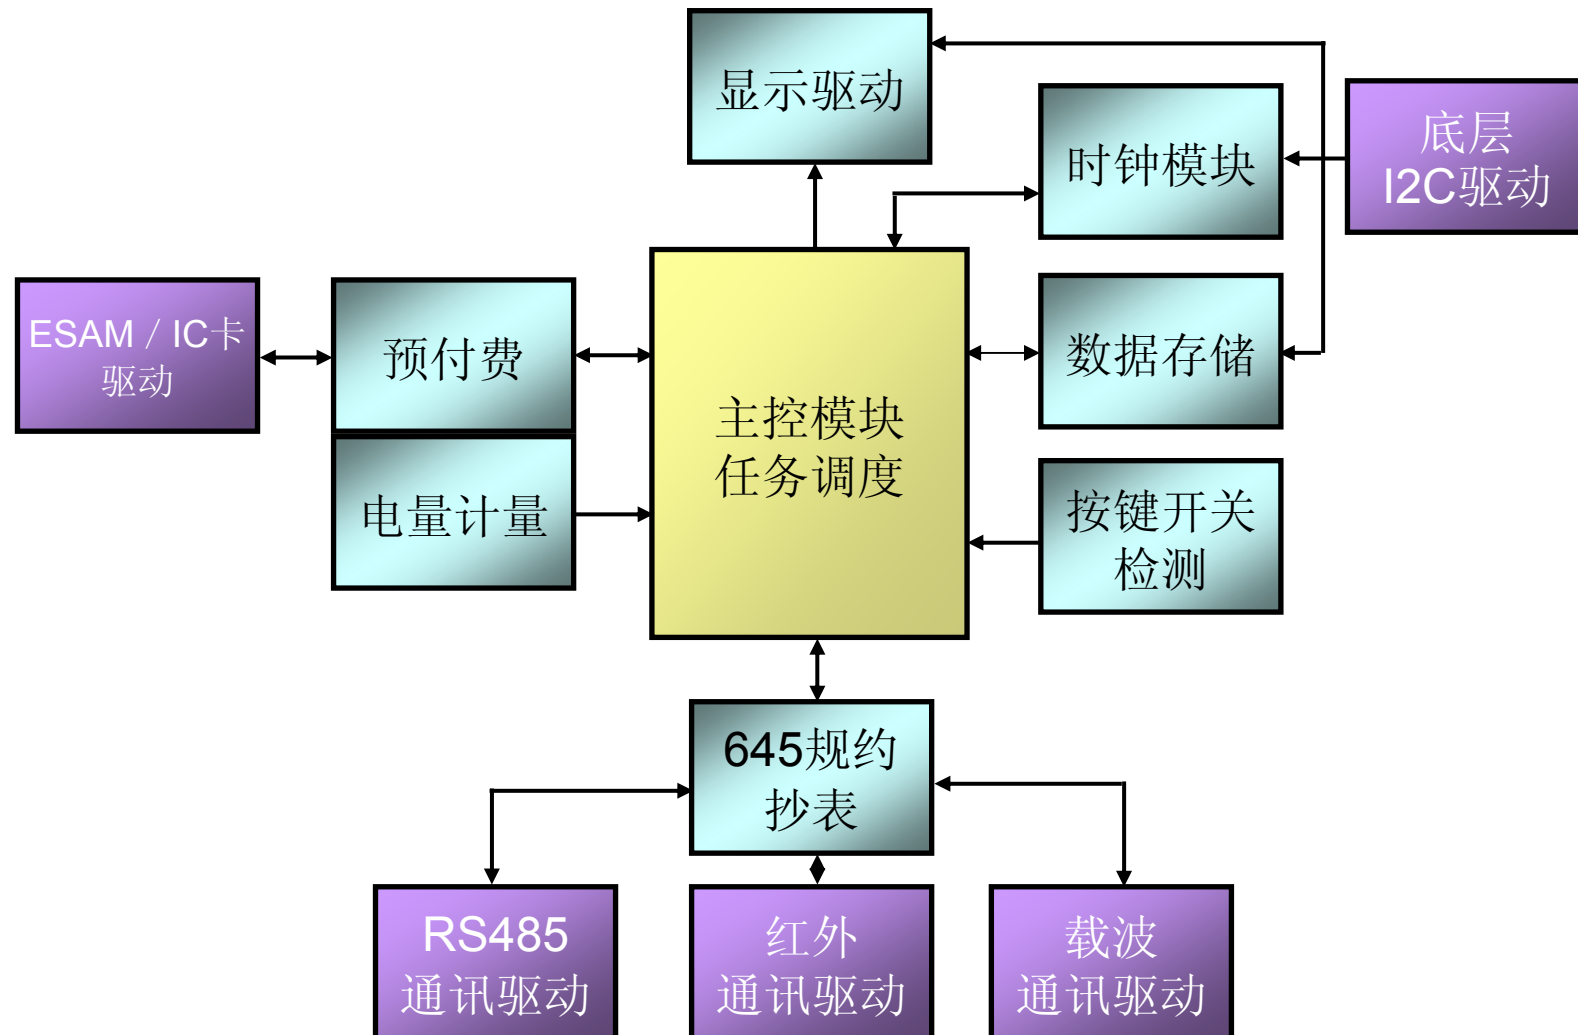 显示驱动
时钟模块
底层
I2C驱动
ESAM / IC卡
驱动
预付费
主控模块
任务调度
数据存储
电量计量
按键开关
检测
645规约
抄表
RS485
通讯驱动
红外
通讯驱动
载波
通讯驱动